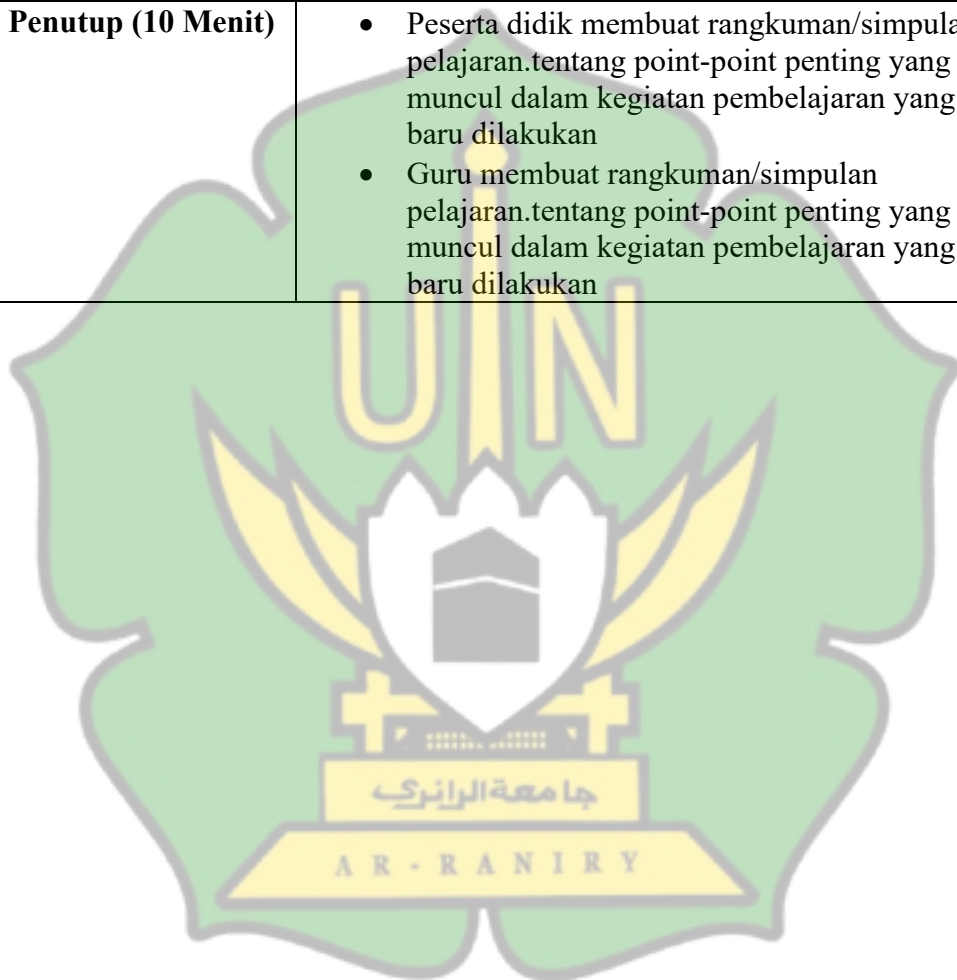 Penutup (10 Menit)
• Peserta didik membuat rangkuman/simpula
pelajaran.tentang point-point penting yang
muncul dalam kegiatan pembelajaran yang
baru dilakukan
• Guru membuat rangkuman/simpulan
pelajaran.tentang point-point penting yang
muncul dalam kegiatan pembelajaran yang
baru dilakukan
UIN
جامعة الرانري
AR-RANIRY